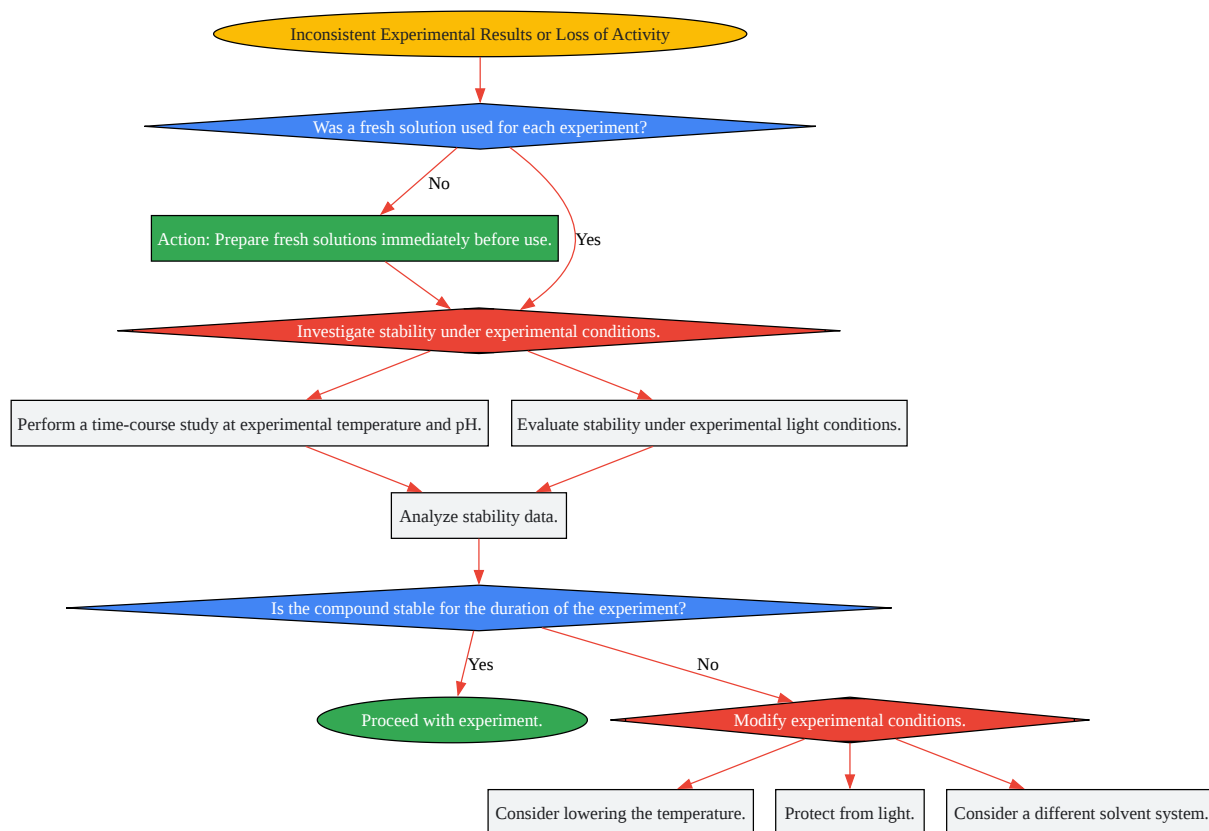 Inconsistent Experimental Results or Loss of Activity
Was a fresh solution used for each experiment?
No
Action: Prepare fresh solutions immediately before use.
Yes
Investigate stability under experimental conditions.
Perform a time-course study at experimental temperature and pH.
Evaluate stability under experimental light conditions.
Analyze stability data.
Is the compound stable for the duration of the experiment?
Yes
No
Proceed with experiment.
Modify experimental conditions.
Consider lowering the temperature.
Protect from light.
Consider a different solvent system.